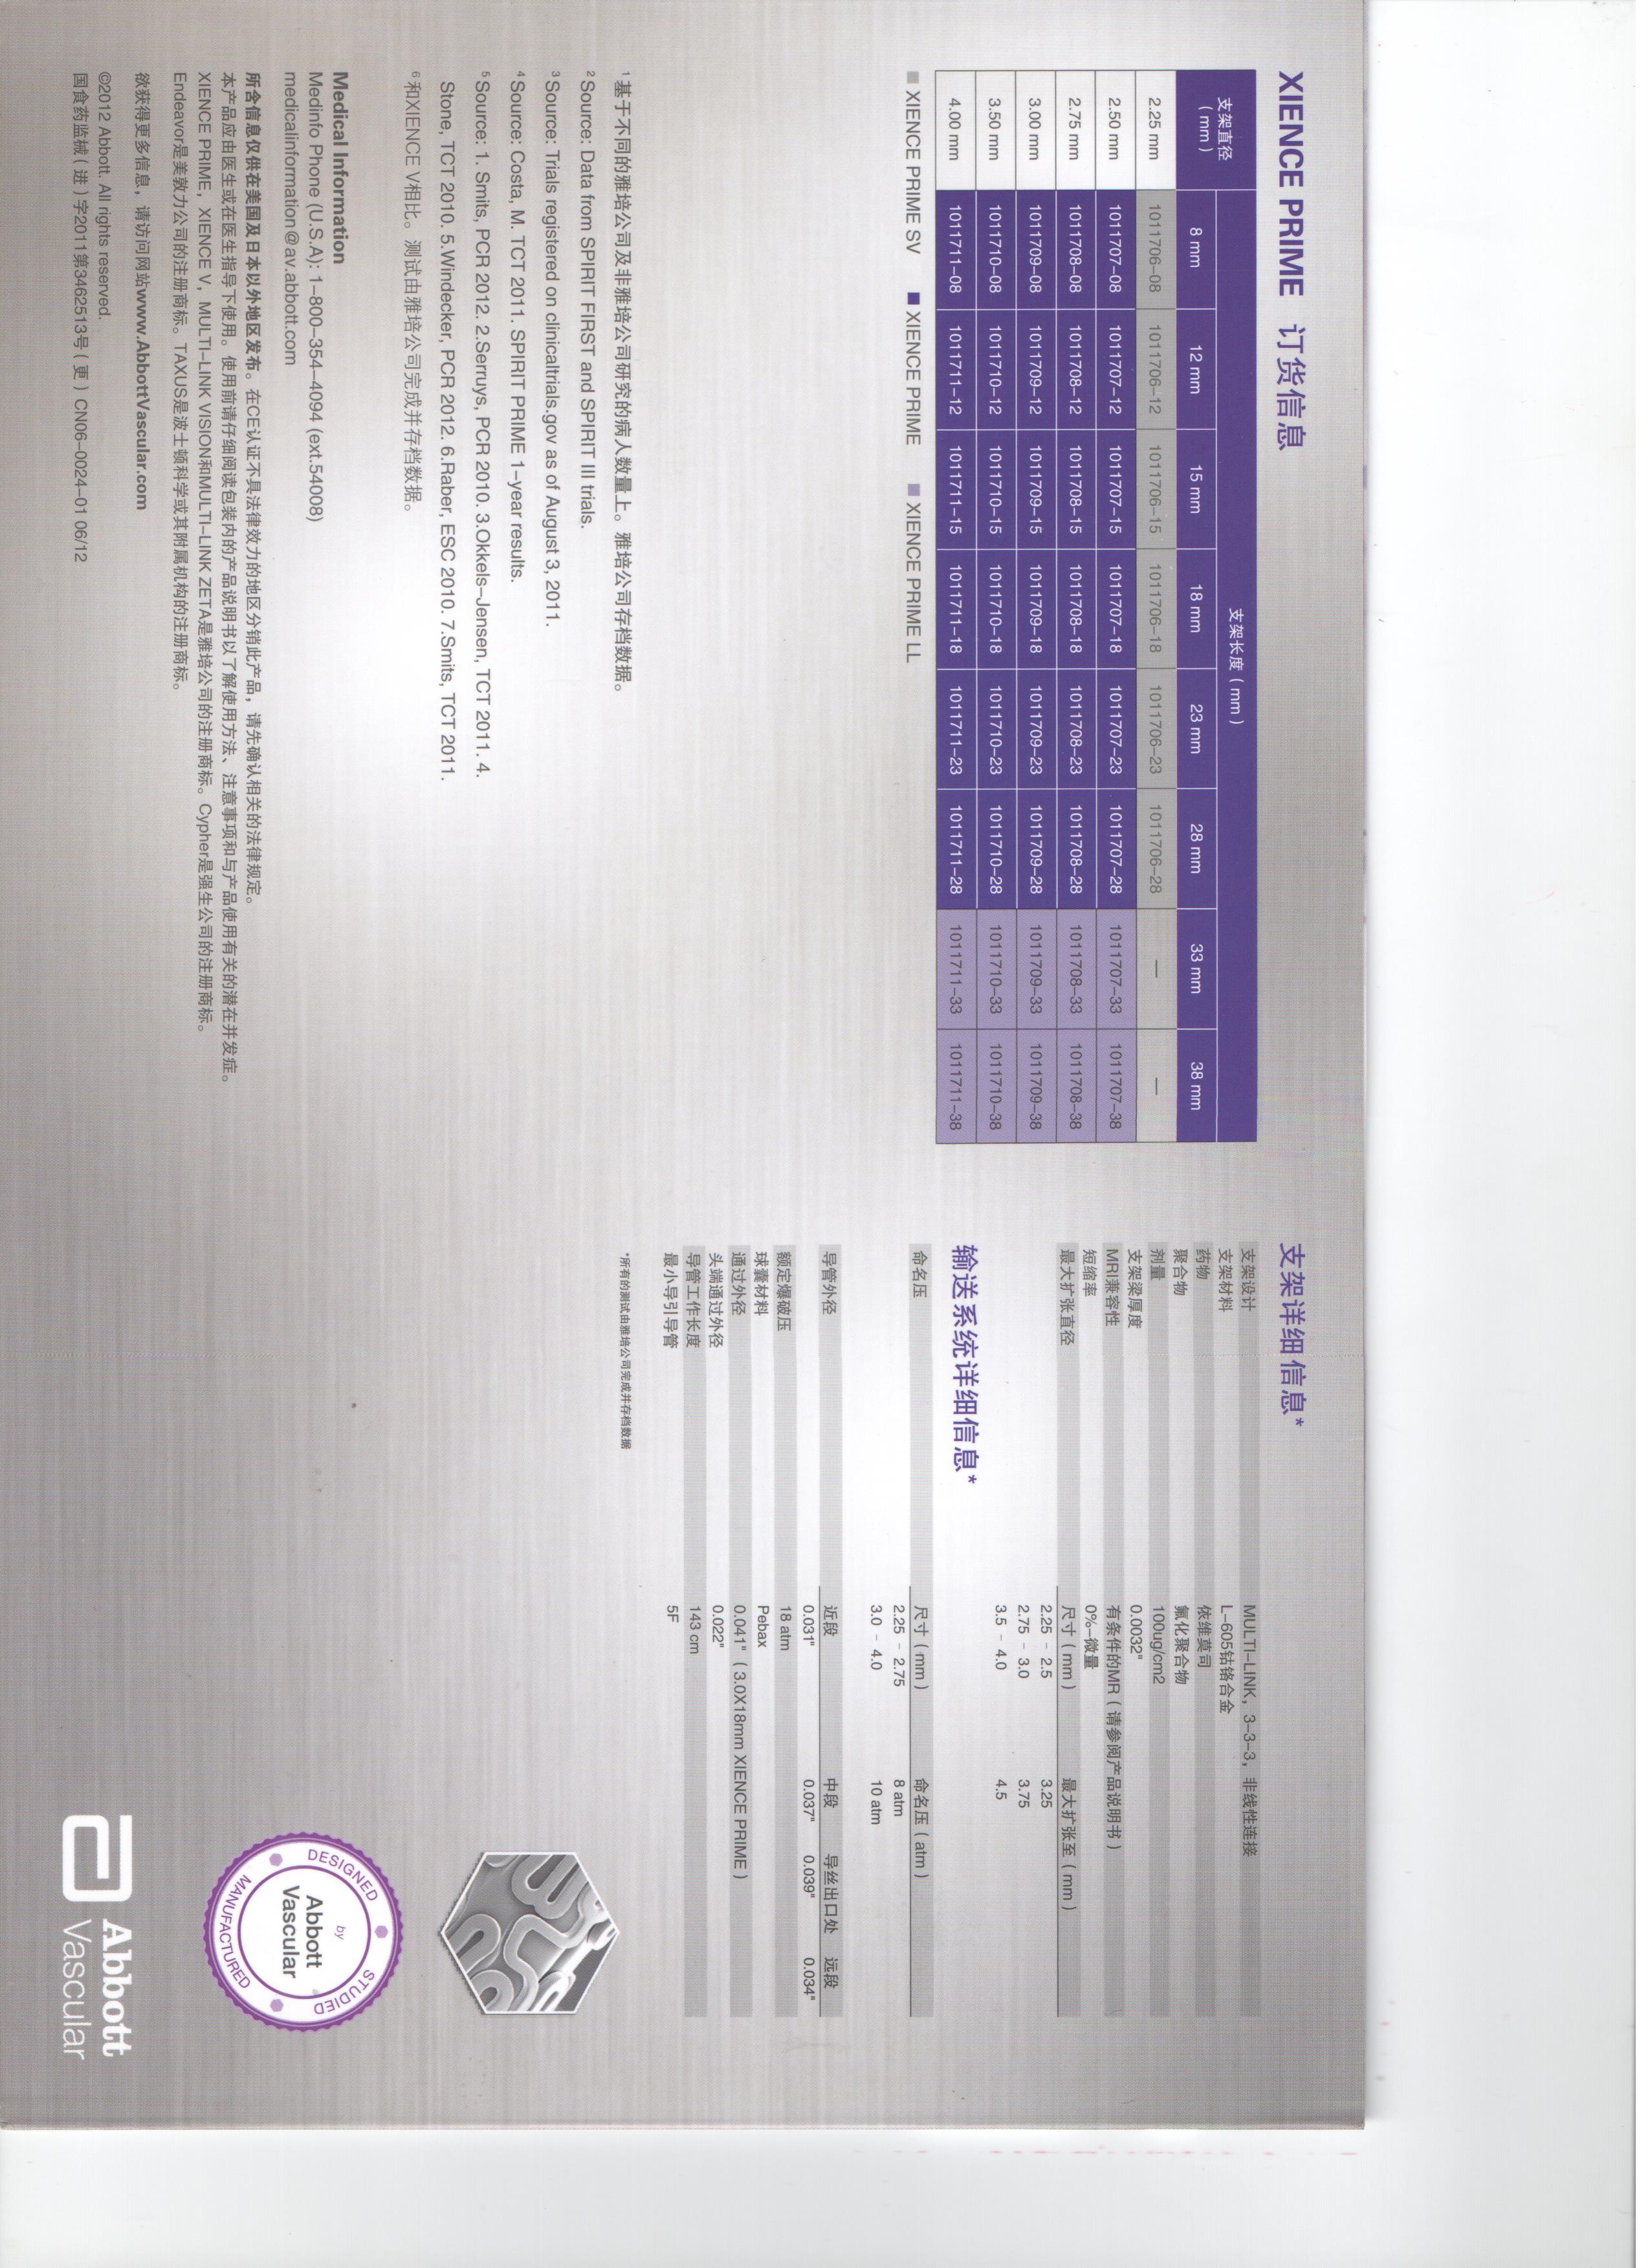 XIENCE PRIME 订货信息
支架直径
(mm)
支架长度(mm)
8 mm 12 mm 15 mm 18 mm 23 mm 28 mm 33 mm 38 mm
2.25 mm 1011706-08 1011706-12 1011706-15 1011706-18 1011706-23 1011706-28 — —
2.50 mm 1011707-08 1011707-12 1011707-15 1011707-18 1011707-23 1011707-28 1011707-33 1011707-38
2.75 mm 1011708-08 1011708-12 1011708-15 1011708-18 1011708-23 1011708-28 1011708-33 1011708-38
3.00 mm 1011709-08 1011709-12 1011709-15 1011709-18 1011709-23 1011709-28 1011709-33 1011709-38
3.50 mm 1011710-08 1011710-12 1011710-15 1011710-18 1011710-23 1011710-28 1011710-33 1011710-38
4.00 mm 1011711-08 1011711-12 1011711-15 1011711-18 1011711-23 1011711-28 1011711-33 1011711-38
XIENCE PRIME SV XIENCE PRIME XIENCE PRIME LL
1 基于不同的雅培公司及非雅培公司研究的病人数量上。雅培公司存档数据。
2 Source: Data from SPIRIT FIRST and SPIRIT III trials.
3 Source: Trials registered on clinicaltrials.gov as of August 3, 2011.
4 Source: Costa, M. TCT 2011. SPIRIT PRIME 1-year results.
5 Source: 1. Smits, PCR 2012. 2.Serruys, PCR 2010. 3.Okkels-Jensen, TCT 2011. 4.
Stone, TCT 2010. 5.Windecker, PCR 2012. 6.Raber, ESC 2010. 7.Smits, TCT 2011.
6 和XIENCE V相比。测试由雅培公司完成并存档数据。
Medical Information
Medinfo Phone (U.S.A): 1-800-354-4094 (ext.54008)
medicalinformation@av.abbott.com
所含信息仅供在美国及日本以外地区发布。在CE认证不具法律效力的地区分销此产品，请先确认相关的法律规定。
本产品应由医生或在医生指导下使用。使用前请仔细阅读包装内的产品说明书以了解使用方法、注意事项和与产品使用有关的潜在并发症。
XIENCE PRIME，XIENCE V，MULTI-LINK VISION和MULTI-LINK ZETA是雅培公司的注册商标。Cypher是强生公司的注册商标。
Endeavor是美敦力公司的注册商标。TAXUS是波士顿科学或其附属机构的注册商标。
欲获得更多信息，请访问网站www.AbbottVascular.com
©2012 Abbott. All rights reserved.
国食药监械(进)字2011第3462513号(更) CN06-0024-01 06/12
支架详细信息*
支架设计 MULTI-LINK，3-3-3，非线性连接
支架材料 L-605钴铬合金
药物 依维莫司
聚合物 氟化聚合物
剂量 100ug/cm2
支架梁厚度 0.0032"
MRI兼容性 有条件的MR(请参阅产品说明书)
短缩率 0%-微量
最大扩张直径 尺寸(mm) 最大扩张至(mm)
2.25 - 2.5 3.25
2.75 - 3.0 3.75
3.5 - 4.0 4.5
输送系统详细信息*
命名压 尺寸(mm) 命名压(atm)
2.25 - 2.75 8 atm
3.0 - 4.0 10 atm
导管外径 近段 中段 导丝出口处 远段
0.031" 0.037" 0.039" 0.034"
额定爆破压 18 atm
球囊材料 Pebax
通过外径 0.041" (3.0X18mm XIENCE PRIME)
头端通过外径 0.022"
导管工作长度 143 cm
最小导引导管 5F
*所有的测试由雅培公司完成并存档数据
DESIGNED STUDIED MANUFACTURED
by
Abbott
Vascular
Abbott
Vascular